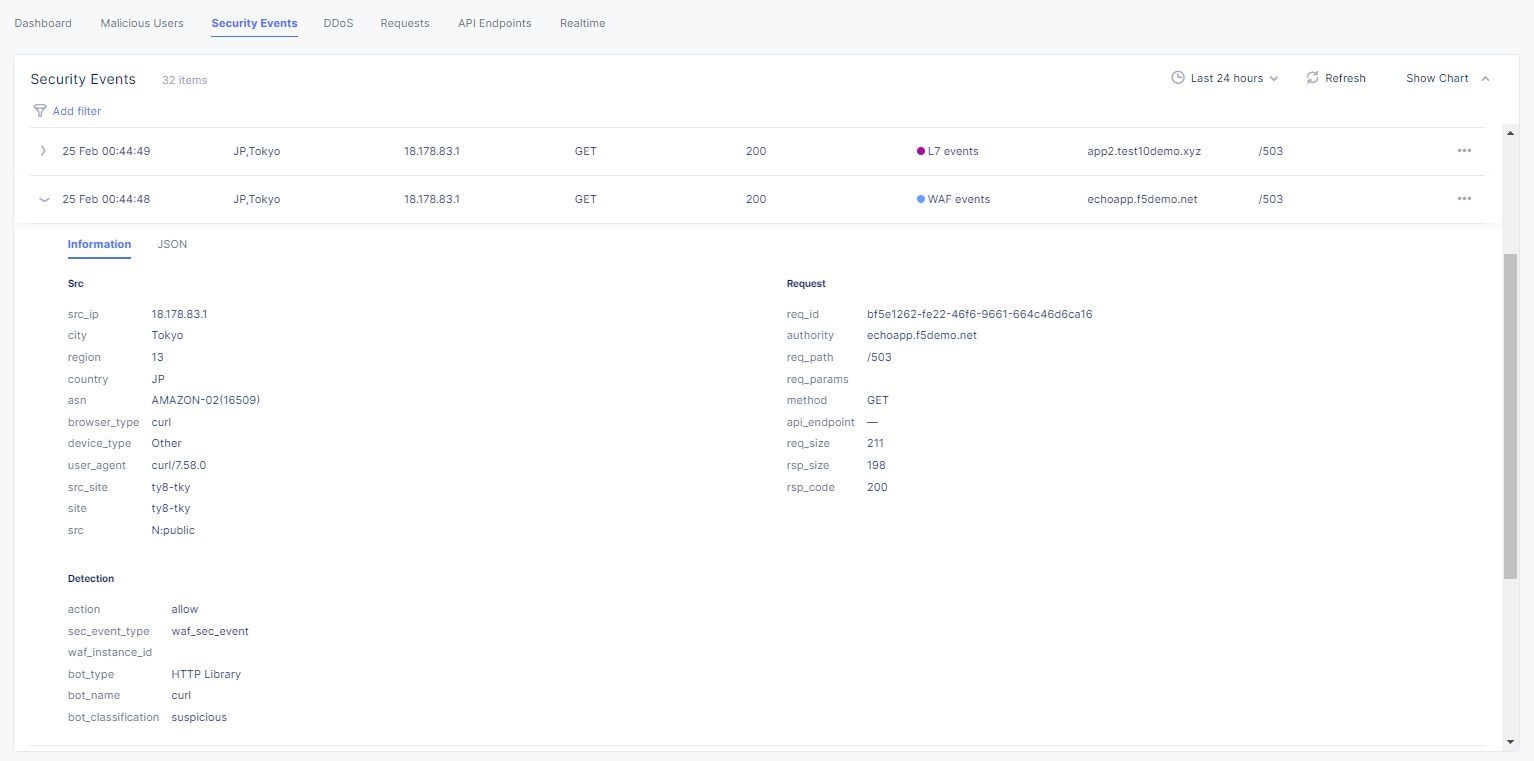 Dashboard Malicious Users Security Events DDoS Requests API Endpoints Realtime
Security Events 32 items Last 24 hours Refresh Show Chart
Add filter
25 Feb 00:44:49 JP,Tokyo 18.178.83.1 GET 200 L7 events app2.test10demo.xyz /503
25 Feb 00:44:48 JP,Tokyo 18.178.83.1 GET 200 WAF events echoapp.f5demo.net /503
Information JSON
Src
src_ip 18.178.83.1
city Tokyo
region 13
country JP
asn AMAZON-02(16509)
browser_type curl
device_type Other
user_agent curl/7.58.0
src_site ty8-tky
site ty8-tky
src N:public
Request
req_id bf5e1262-fe22-46f6-9661-664c46d6ca16
authority echoapp.f5demo.net
req_path /503
req_params
method GET
api_endpoint —
req_size 211
rsp_size 198
rsp_code 200
Detection
action allow
sec_event_type waf_sec_event
waf_instance_id
bot_type HTTP Library
bot_name curl
bot_classification suspicious